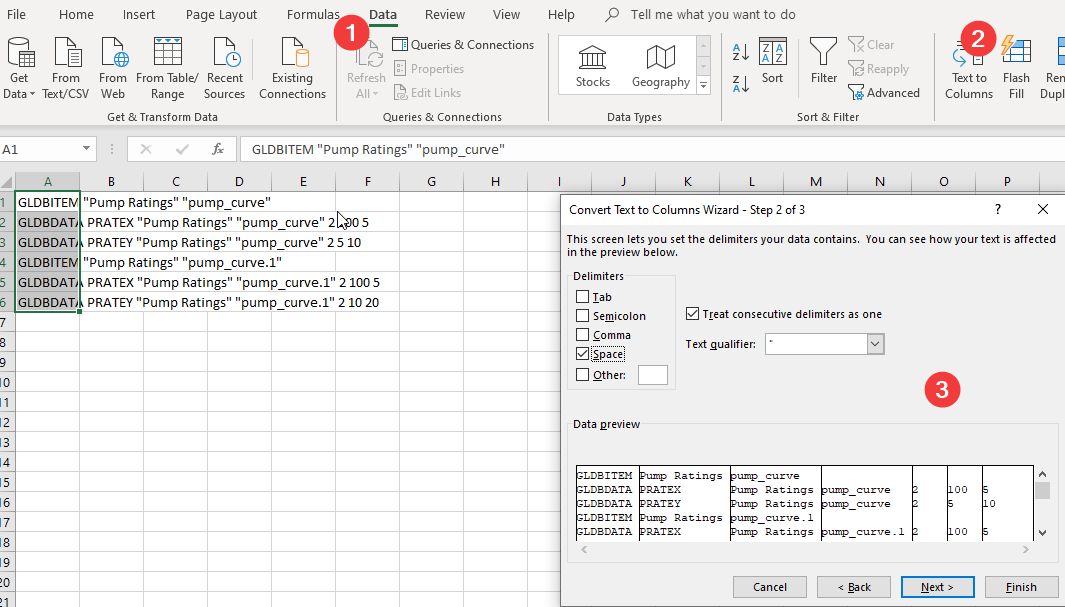 File Home Insert Page Layout Formulas Data Review View Help Tell me what you want to do
1 2
Get Data From Text/CSV From Web From Table/ Range Recent Sources Existing Connections Refresh All Queries & Connections Properties Edit Links Stocks Geography Sort Filter Clear Reapply Advanced Text to Columns Flash Fill
Get & Transform Data Queries & Connections Data Types Sort & Filter
A1 fx GLDBITEM "Pump Ratings" "pump_curve"
A B C D E F G H I J K L M N O P
1 GLDBITEM "Pump Ratings" "pump_curve"
2 GLDBDATA PRATEX "Pump Ratings" "pump_curve" 2 100 5
3 GLDBDATA PRATEY "Pump Ratings" "pump_curve" 2 5 10
4 GLDBITEM "Pump Ratings" "pump_curve.1"
5 GLDBDATA PRATEX "Pump Ratings" "pump_curve.1" 2 100 5
6 GLDBDATA PRATEY "Pump Ratings" "pump_curve.1" 2 10 20
7
8
9
10
11
12
13
14
15
16
17
18
19
20
21
Convert Text to Columns Wizard - Step 2 of 3 ?
This screen lets you set the delimiters your data contains. You can see how your text is affected
in the preview below.
Delimiters
Tab
Semicolon
Comma
Space
Other:
Treat consecutive delimiters as one
Text qualifier: "
3
Data preview
GLDBITEM Pump Ratings pump_curve
GLDBDATA PRATEX Pump Ratings pump_curve 2 100 5
GLDBDATA PRATEY Pump Ratings pump_curve 2 5 10
GLDBITEM Pump Ratings pump_curve.1
GLDBDATA PRATEX Pump Ratings pump_curve.1 2 100 5
Cancel < Back Next > Finish